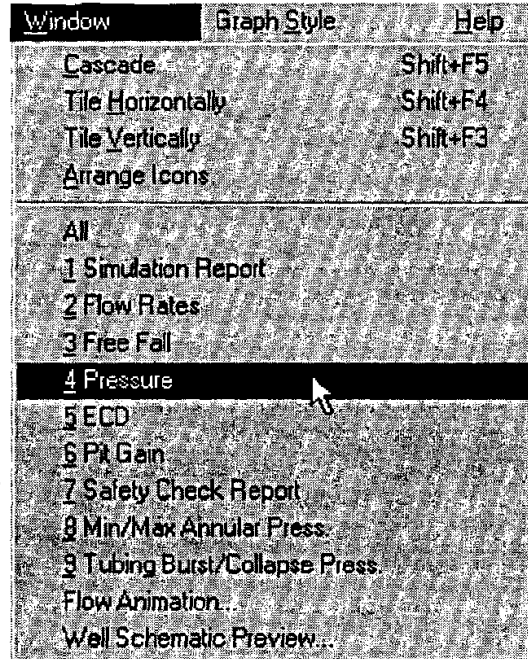 Window Graph Style Help
Cascade Shift+F5
Tile Horizontally Shift+F4
Tile Vertically Shift+F3
Arrange Icons
All
1 Simulation Report
2 Flow Rates
3 Free Fall
4 Pressure
5 ECD
6 Pit Gain
7 Safety Check Report
8 Min/Max Annular Press.
9 Tubing Burst/Collapse Press.
Flow Animation...
Well Schematic Preview...